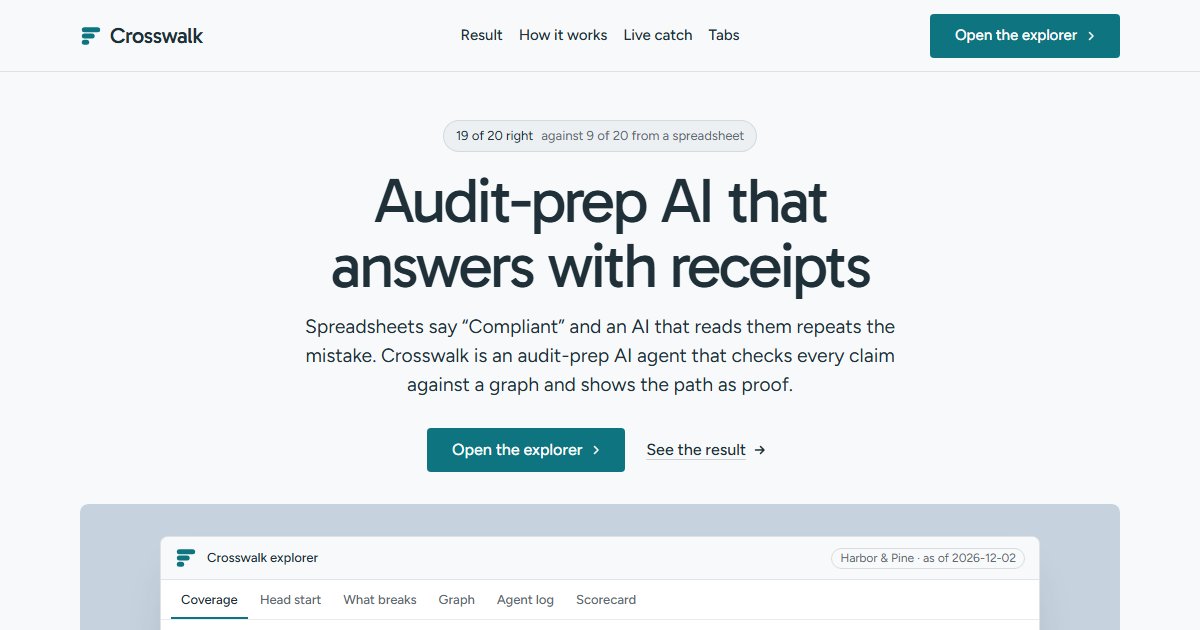 Crosswalk
Result
How it works
Live catch
Tabs
Open the explorer
19 of 20 right against 9 of 20 from a spreadsheet
Audit-prep AI that
answers with receipts
Spreadsheets say “Compliant” and an AI that reads them repeats the
mistake. Crosswalk is an audit-prep AI agent that checks every claim
against a graph and shows the path as proof.
Open the explorer
See the result →
Crosswalk explorer
Harbor & Pine · as of 2026-12-02
Coverage
Head start
What breaks
Graph
Agent log
Scorecard